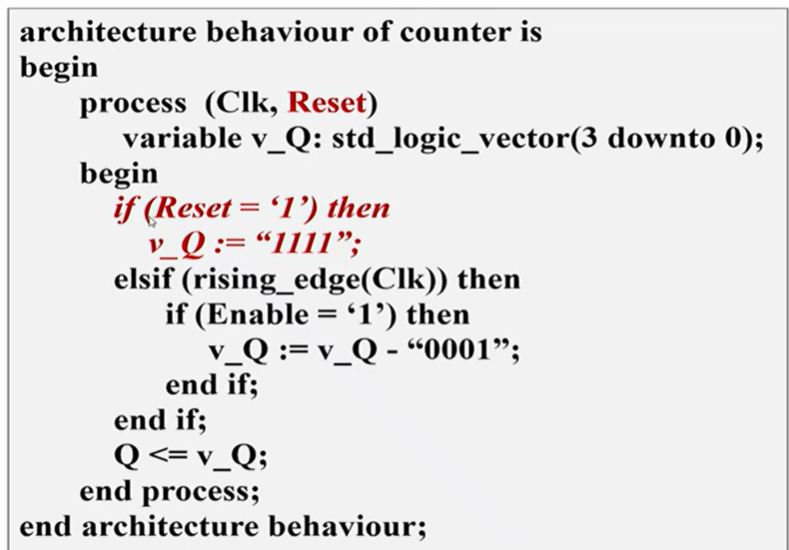 architecture behaviour of counter is
begin
process (Clk, Reset)
variable v_Q: std_logic_vector(3 downto 0);
begin
if (Reset = ‘1’) then
v_Q := “1111”;
elsif (rising_edge(Clk)) then
if (Enable = ‘1’) then
v_Q := v_Q - “0001”;
end if;
end if;
Q <= v_Q;
end process;
end architecture behaviour;